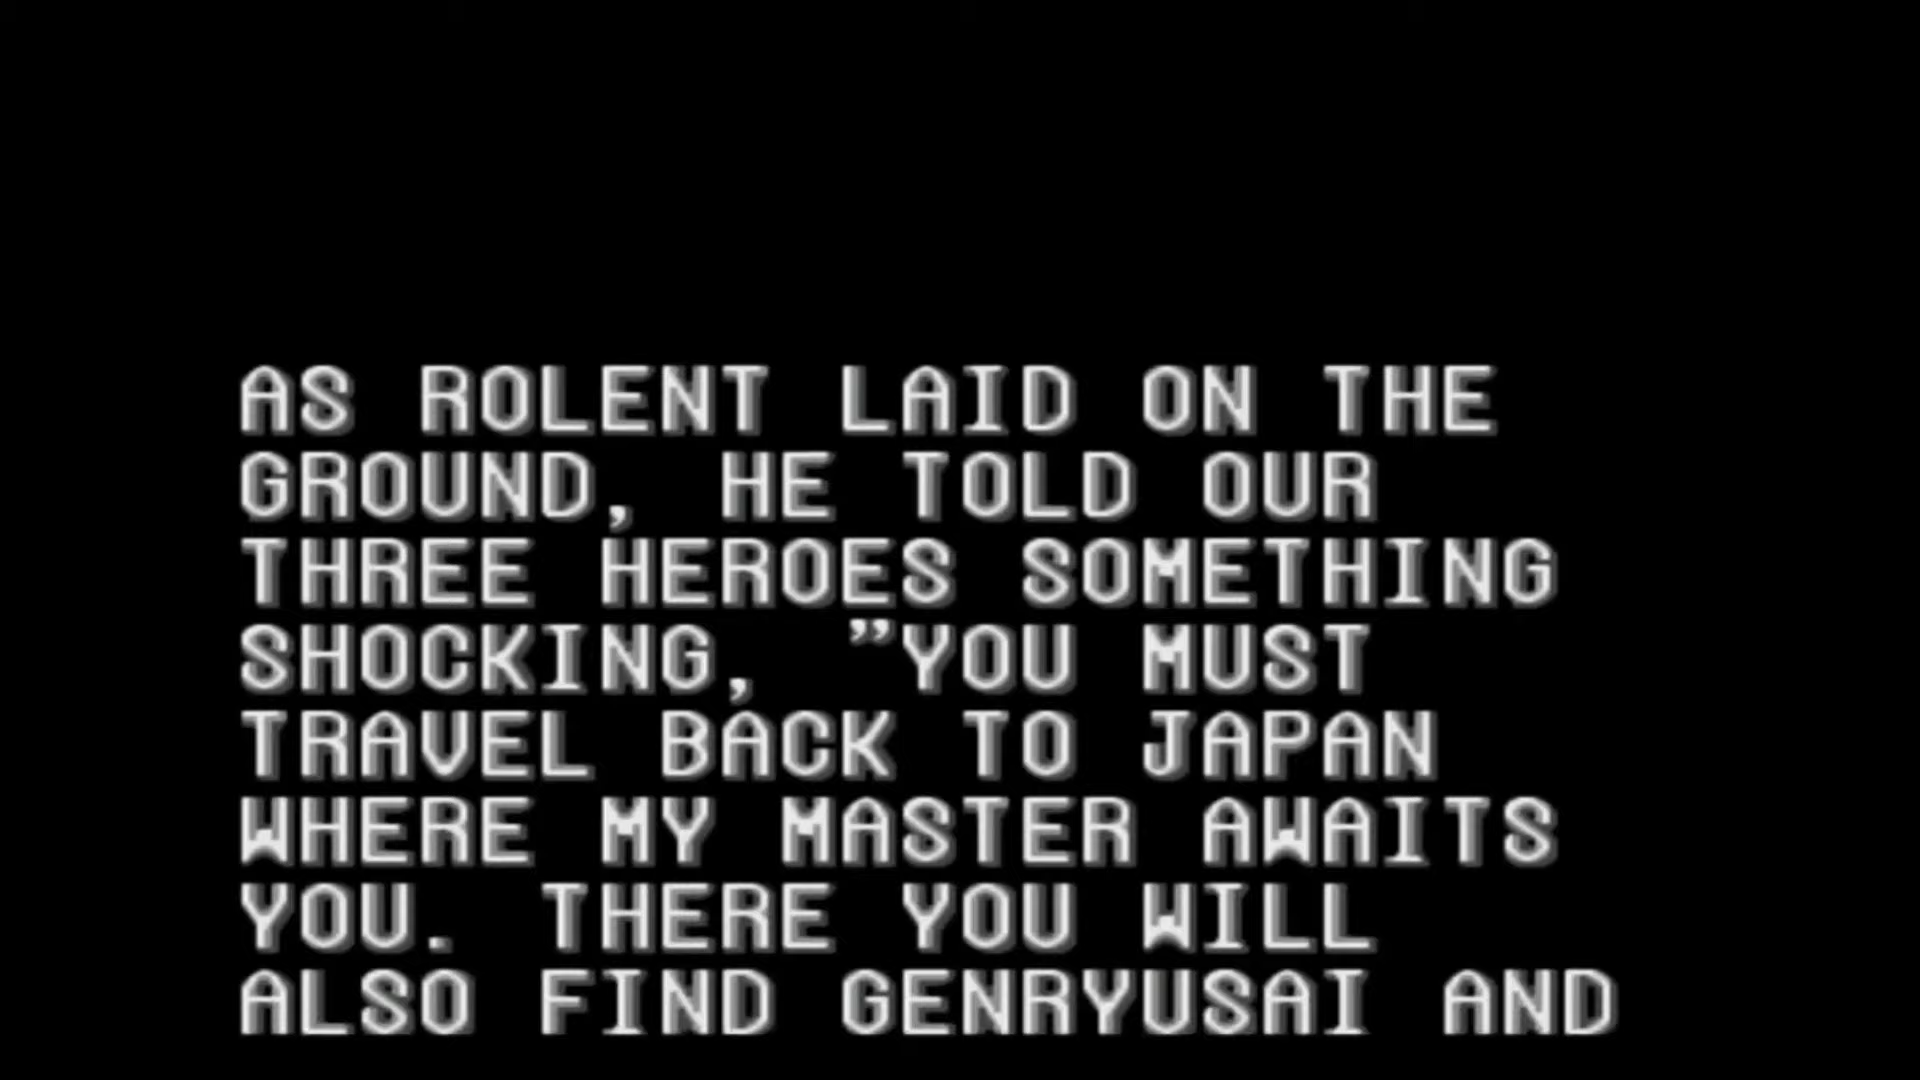 AS ROLENT LAID ON THE
GROUND, HE TOLD OUR
THREE HEROES SOMETHING
SHOCKING, ”YOU MUST
TRAVEL BACK TO JAPAN
WHERE MY MASTER AWAITS
YOU. THERE YOU WILL
ALSO FIND GENRYUSAI AND